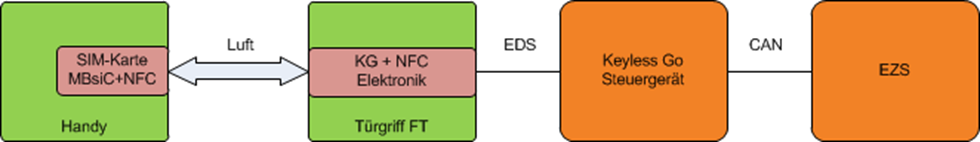 SIM-Karte
MBsiC+NFC
Handy
Luft
KG + NFC
Elektronik
Türgriff FT
EDS
Keyless Go
Steuergerät
CAN
EZS